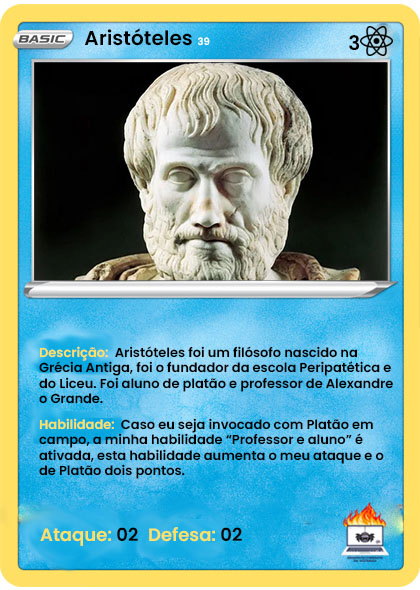 BASIC Aristóteles 39 3
Descrição: Aristóteles foi um filósofo nascido na
Grécia Antiga, foi o fundador da escola Peripatética e
do Liceu. Foi aluno de platão e professor de Alexandre
o Grande.
Habilidade: Caso eu seja invocado com Platão em
campo, a minha habilidade “Professor e aluno” é
ativada, esta habilidade aumenta o meu ataque e o
de Platão dois pontos.
Ataque: 02 Defesa: 02